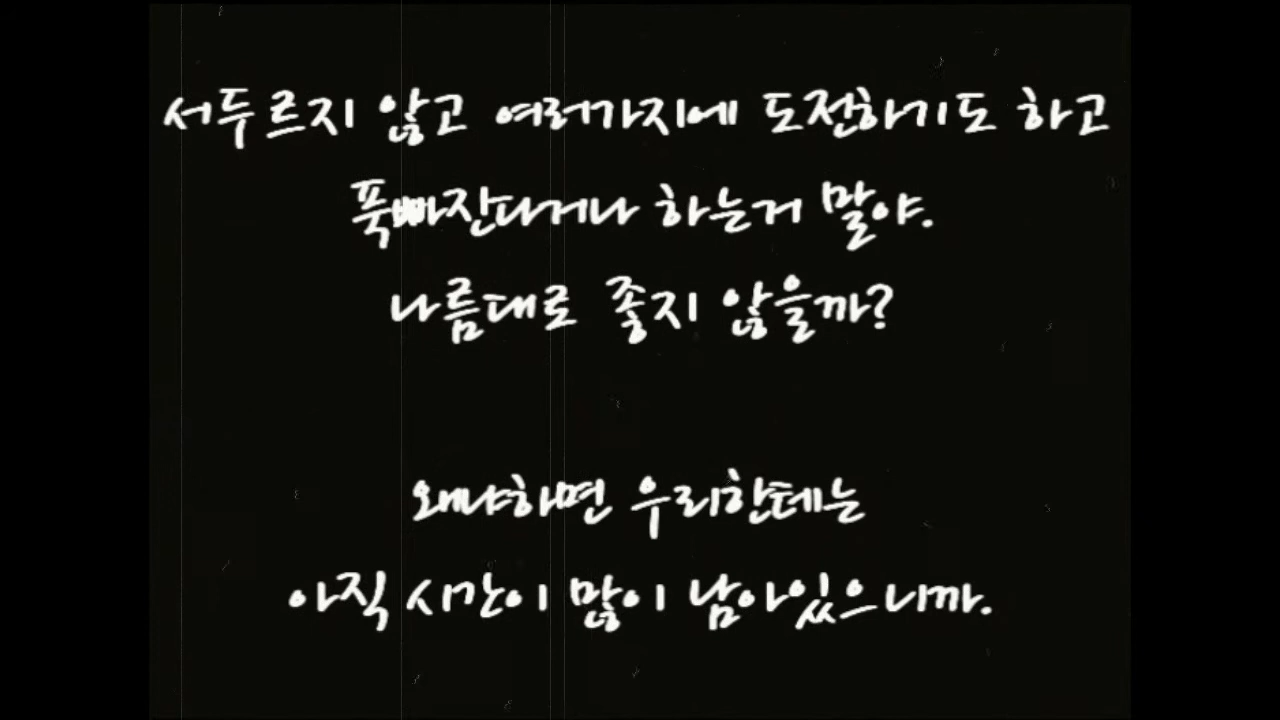 서두르지 않고 여러가지에 도전하기도 하고
푹빠잔다거나 하는거 말야.
나름대로 좋지 않을까?
왜냐하면 우리한테는
아직 시간이 많이 남아있으니까.